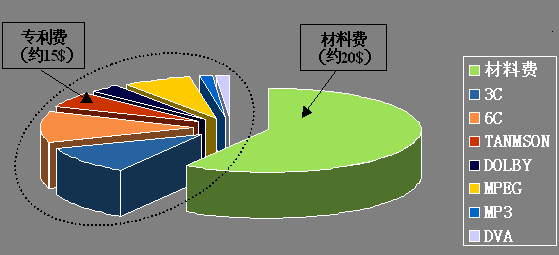 专利费
（约15$）
材料费
（约20$）
材料费
3C
6C
TANMSON
DOLBY
MPEG
MP3
DVA